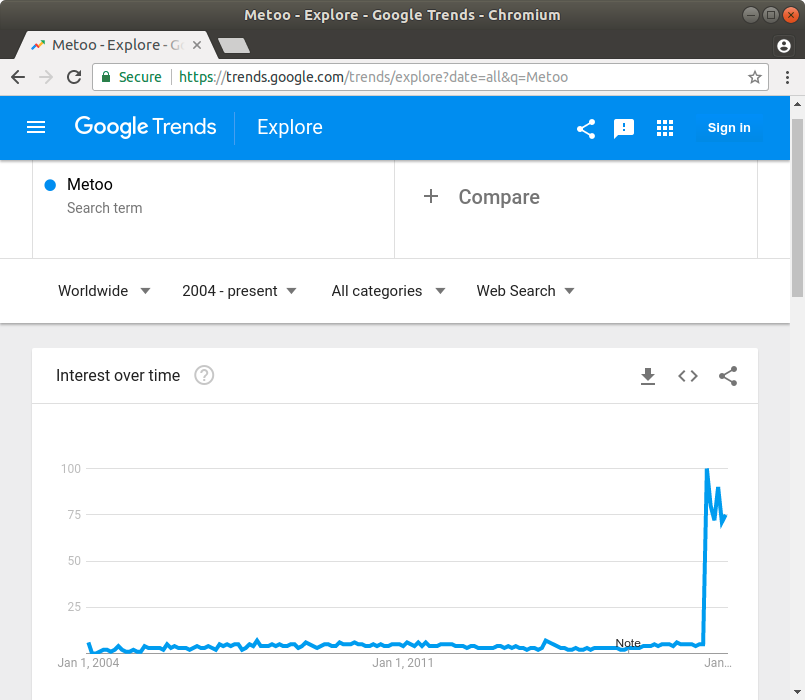 Metoo - Explore - Google Trends - Chromium
Metoo - Explore - Go
Secure https://trends.google.com/trends/explore?date=all&q=Metoo
Google Trends Explore Sign in
Metoo
Search term
+ Compare
Worldwide 2004 - present All categories Web Search
Interest over time ?
100
75
50
25
Note
Jan 1, 2004 Jan 1, 2011 Jan…